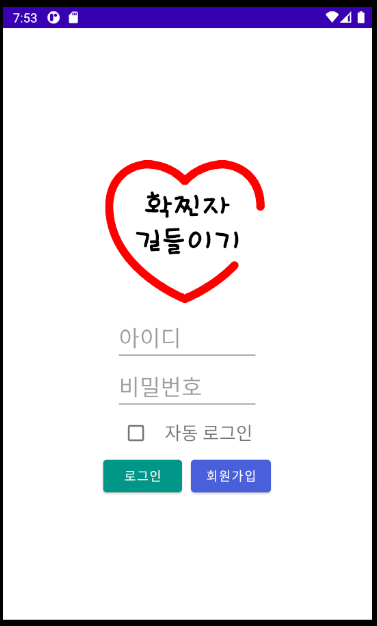 7:53
확찐자
길들이기
아이디
비밀번호
자동 로그인
로그인
회원가입